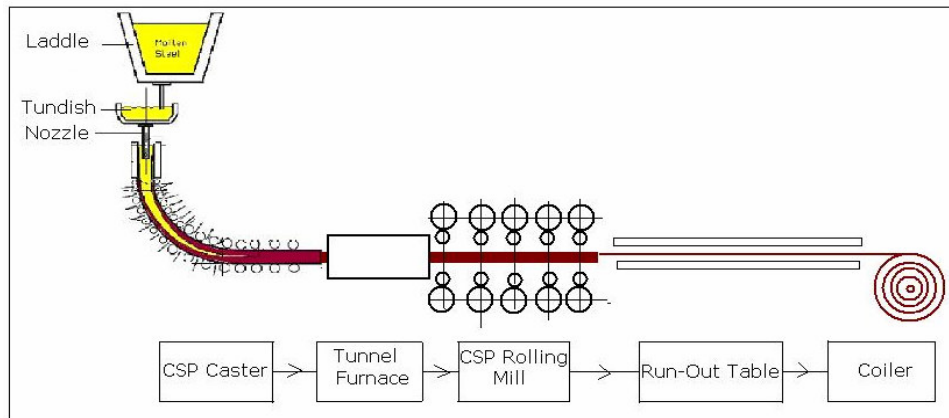 Laddle
Molten
Steel
Tundish
Nozzle
CSP Caster
Tunnel
Furnace
CSP Rolling
Mill
Run-Out Table
Coiler